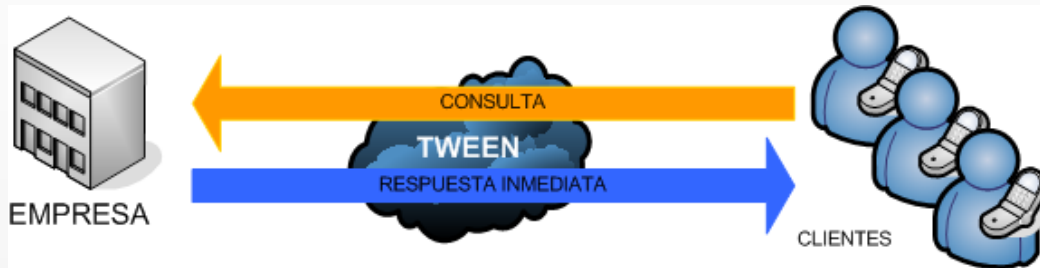 CONSULTA
TWEEN
RESPUESTA INMEDIATA
EMPRESA
CLIENTES